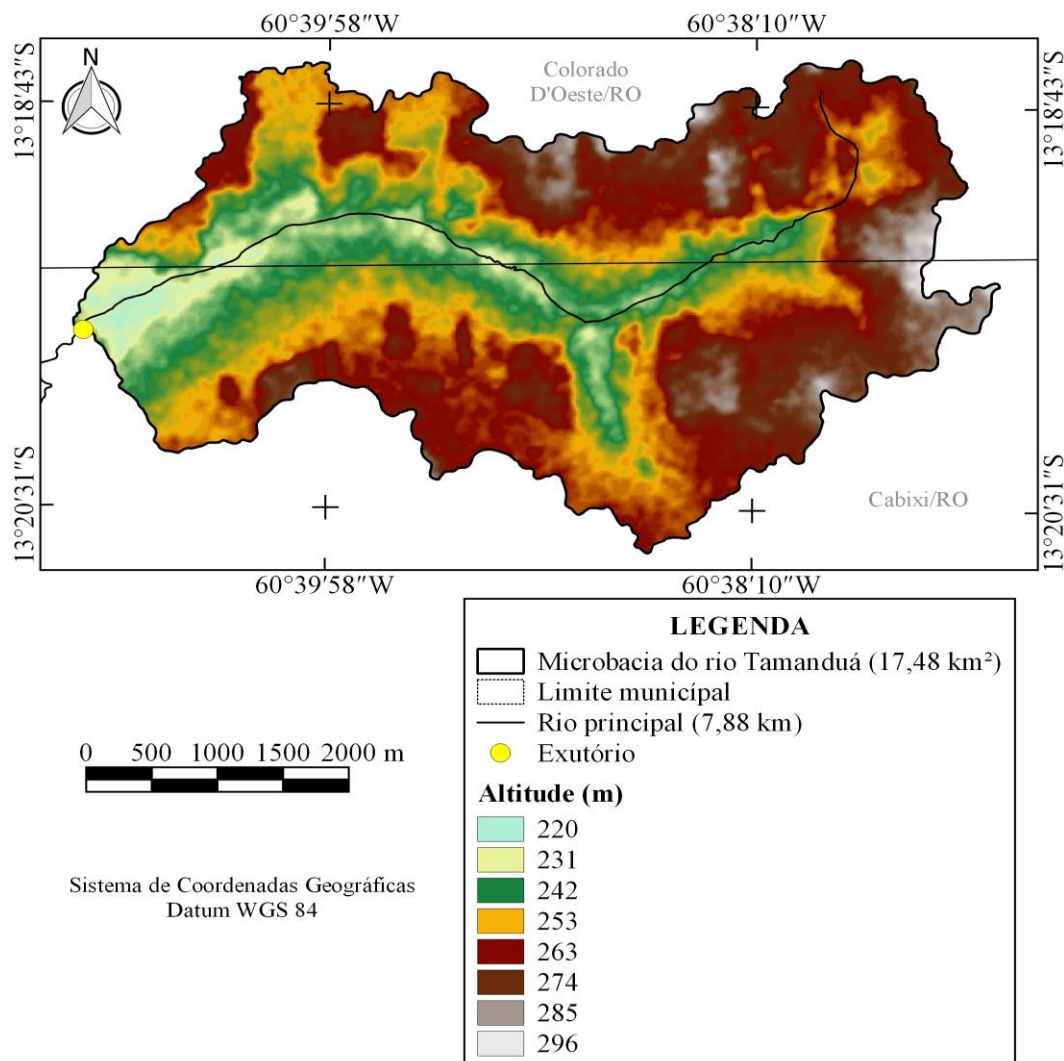 60°39'58"W 60°38'10"W
N
Colorado
D'Oeste/RO
13°18'43"S
13°18'43"S
13°20'31"S
13°20'31"S
Cabixi/RO
60°39'58"W 60°38'10"W
LEGENDA
Microbacia do rio Tamanduá (17,48 km²)
Limite municípal
Rio principal (7,88 km)
Exutório
Altitude (m)
220
231
242
253
263
274
285
296
0 500 1000 1500 2000 m
Sistema de Coordenadas Geográficas
Datum WGS 84